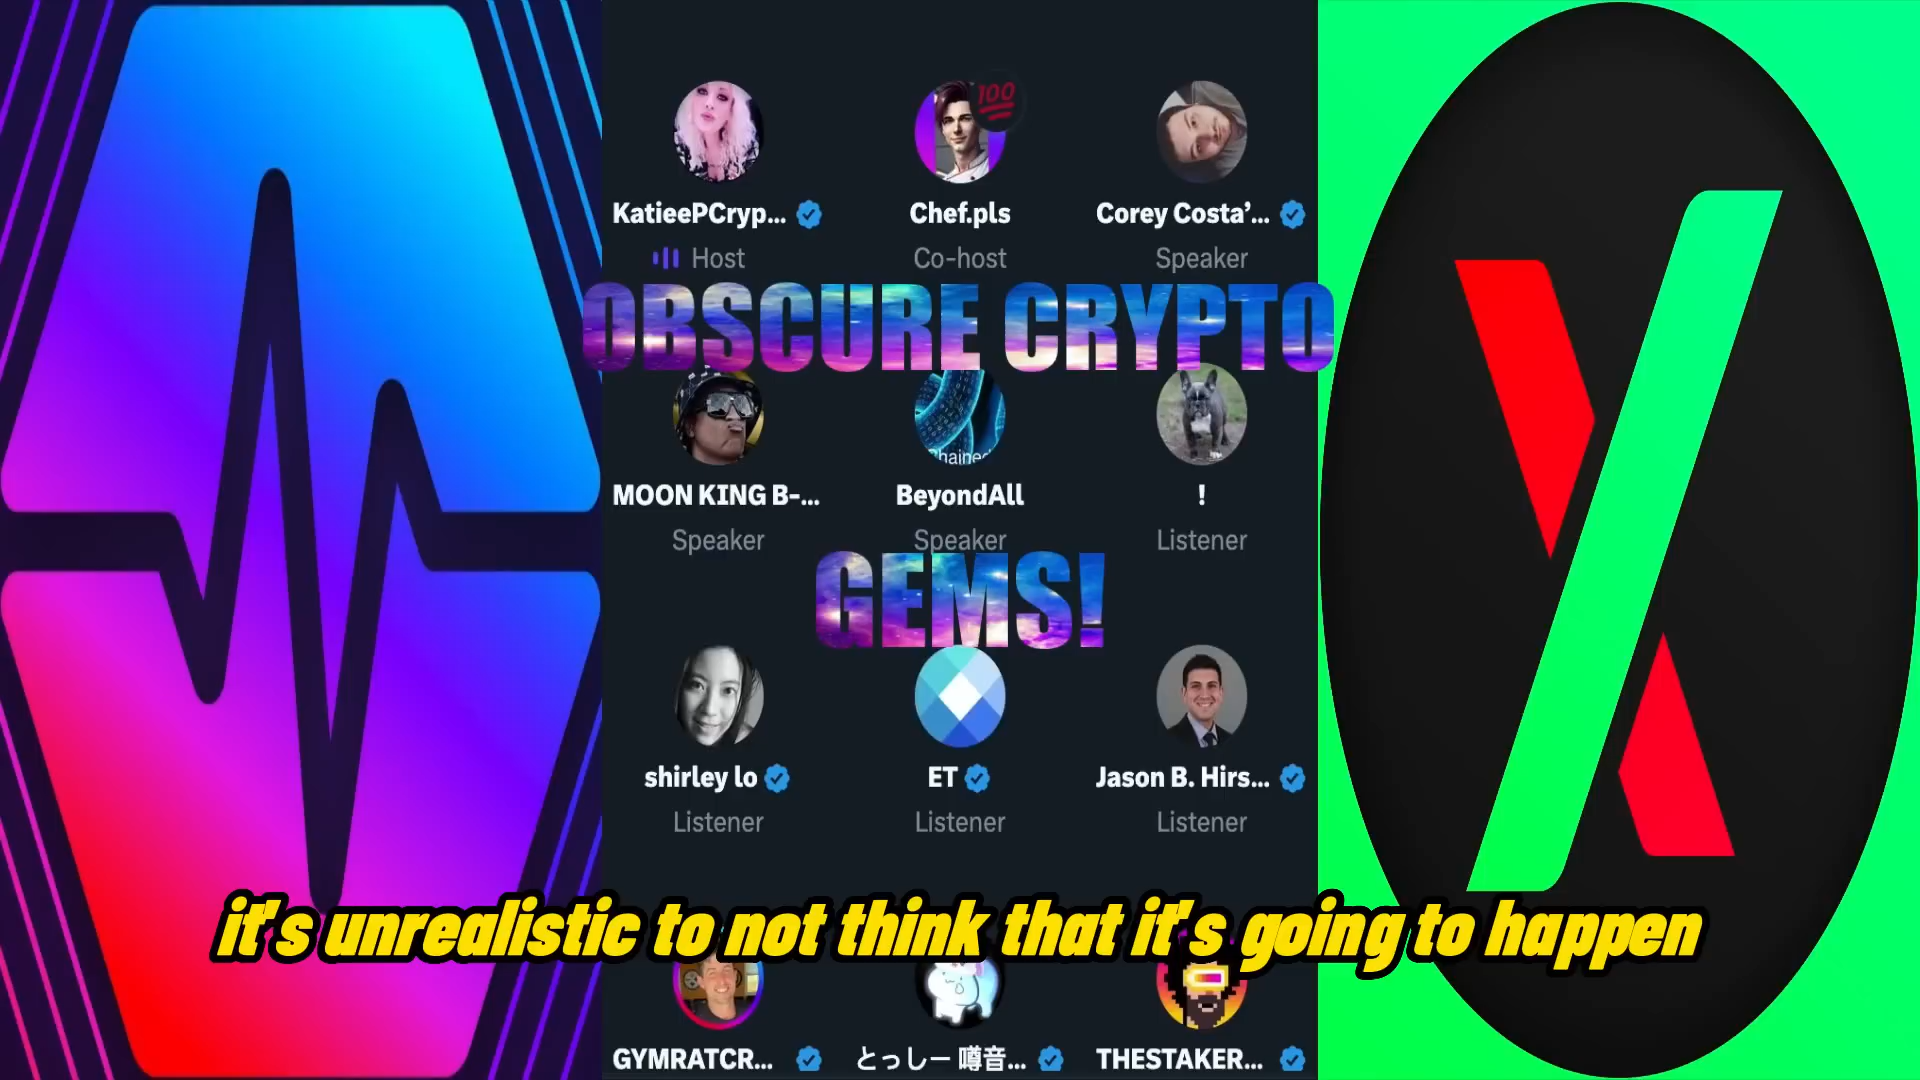 100
KatieePCryp... Chef.pls Corey Costa’...
Host Co-host Speaker
OBSCURE CRYPTO
MOON KING B-... BeyondAll !
Speaker Speaker Listener
GEMS!
shirley lo ET Jason B. Hirs...
Listener Listener Listener
it's unrealistic to not think that it's going to happen
GYMRATCR... とっしー 噂音... THESTAKER...